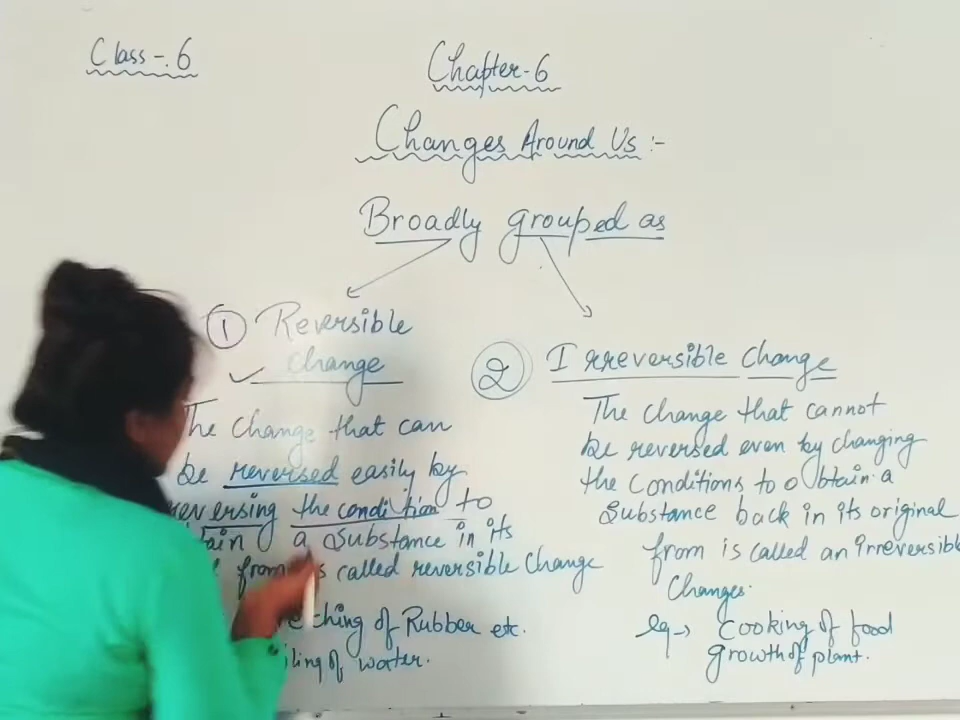 Class-.6
Chapter-6
Changes Around Us :-
Broadly grouped as
1 Reversible
change
The change that can
be reversed easily by
reversing the condition to
a substance in its
from is called reversible Change
of Rubber etc.
of water.
2 Irreversible Change
The change that cannot
be reversed even by changing
the conditions to obtain a
substance back in its original
from is called an irreversible
Changes.
eg→ Cooking of food
growth of plant.